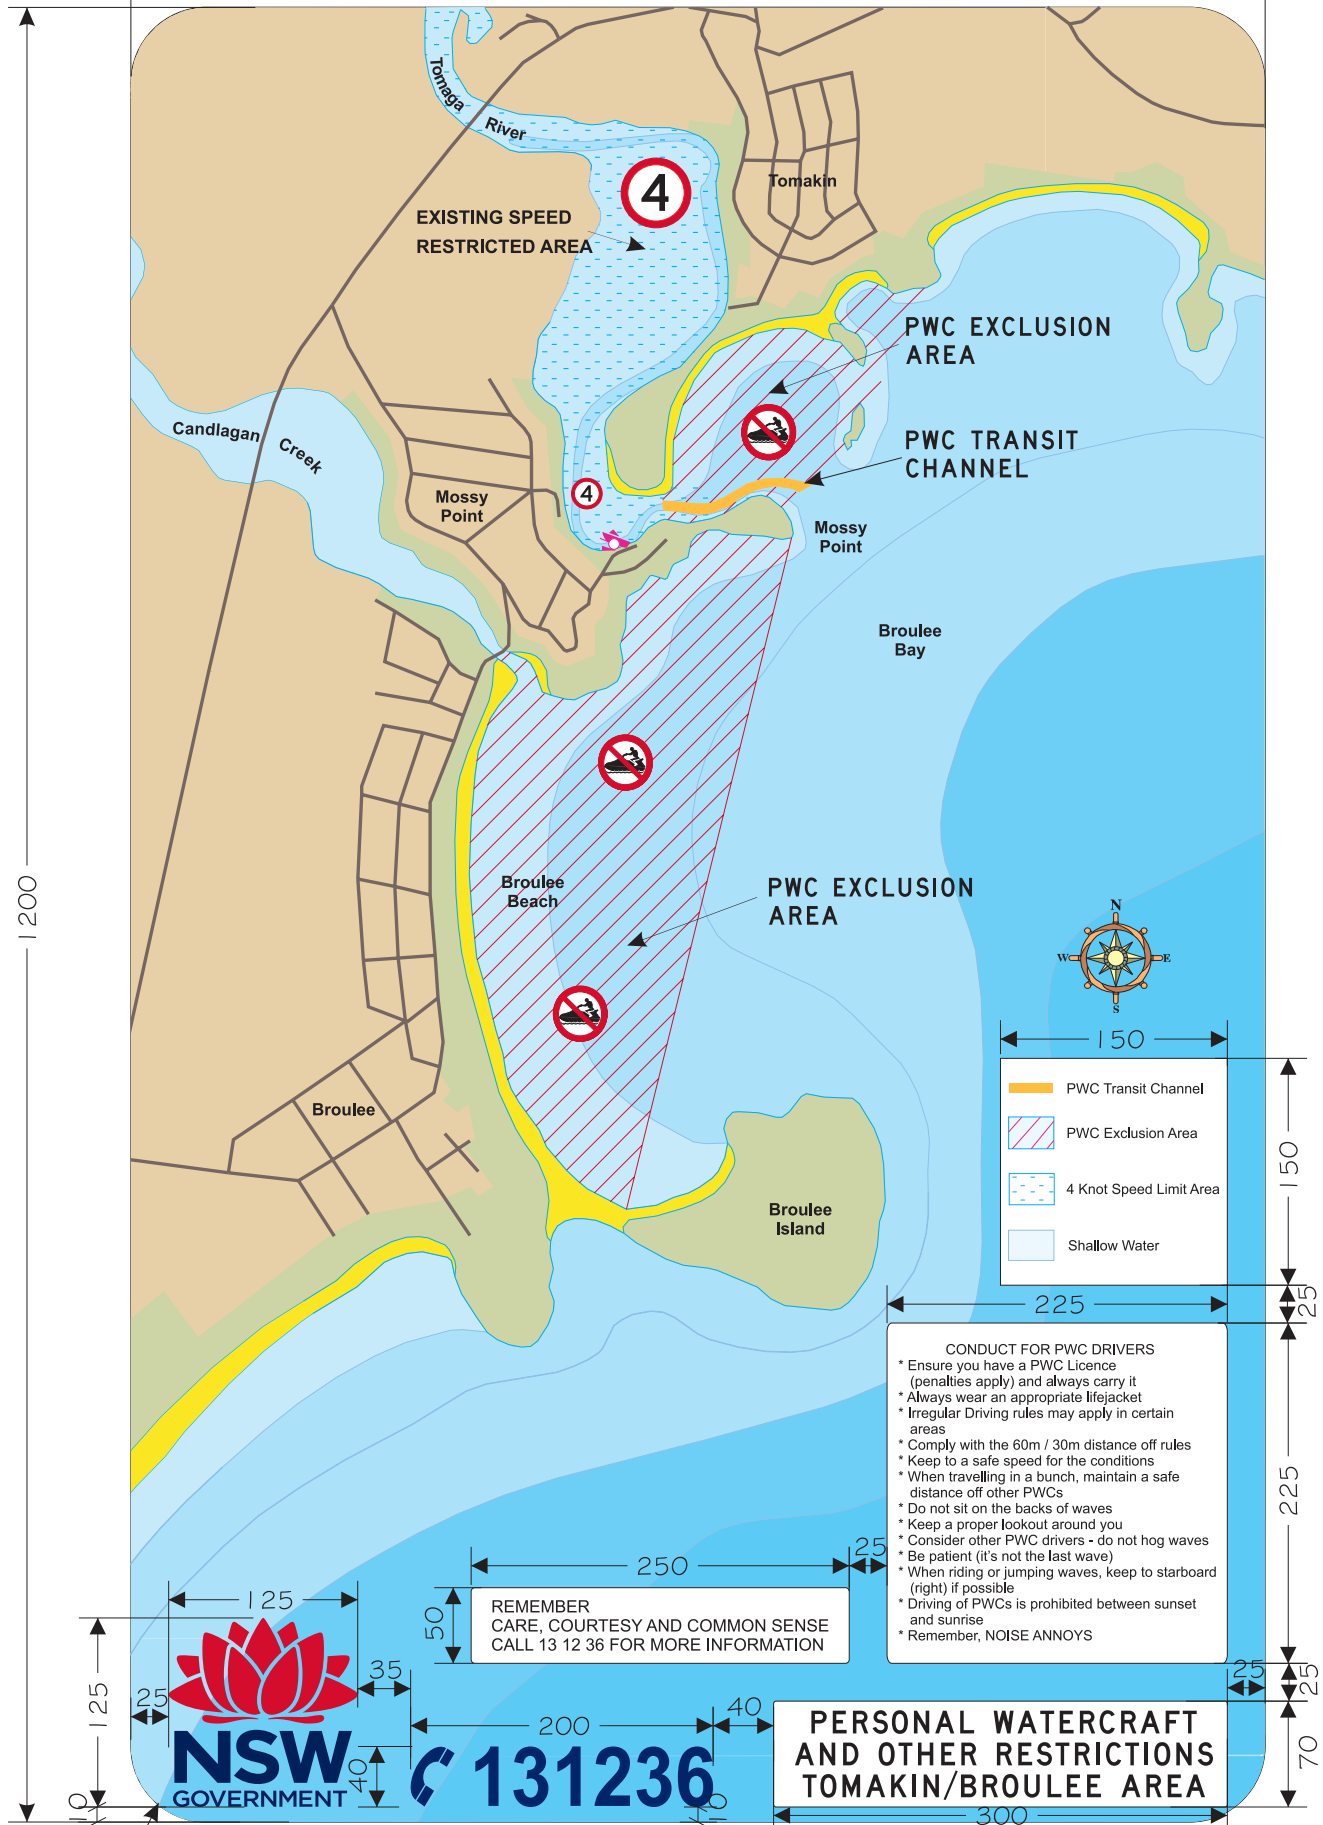 Tomaga
River
4
EXISTING SPEED
RESTRICTED AREA
Tomakin
PWC EXCLUSION
AREA
PWC TRANSIT
CHANNEL
Candlagan
Creek
Mossy
Point
4
Mossy
Point
Broulee
Bay
1200
Broulee
Beach
PWC EXCLUSION
AREA
N
W
E
S
150
PWC Transit Channel
PWC Exclusion Area
4 Knot Speed Limit Area
Shallow Water
150
Broulee
Broulee
Island
225
25
CONDUCT FOR PWC DRIVERS
* Ensure you have a PWC Licence
(penalties apply) and always carry it
* Always wear an appropriate lifejacket
* Irregular Driving rules may apply in certain
areas
* Comply with the 60m / 30m distance off rules
* Keep to a safe speed for the conditions
* When travelling in a bunch, maintain a safe
distance off other PWCs
* Do not sit on the backs of waves
* Keep a proper lookout around you
* Consider other PWC drivers - do not hog waves
* Be patient (it's not the last wave)
* When riding or jumping waves, keep to starboard
(right) if possible
* Driving of PWCs is prohibited between sunset
and sunrise
* Remember, NOISE ANNOYS
225
250
25
50
REMEMBER
CARE, COURTESY AND COMMON SENSE
CALL 13 12 36 FOR MORE INFORMATION
125
125
25
35
NSW
GOVERNMENT
10
200
40
40
131236
10
25
25
PERSONAL WATERCRAFT
AND OTHER RESTRICTIONS
TOMAKIN/BROULEE AREA
70
300